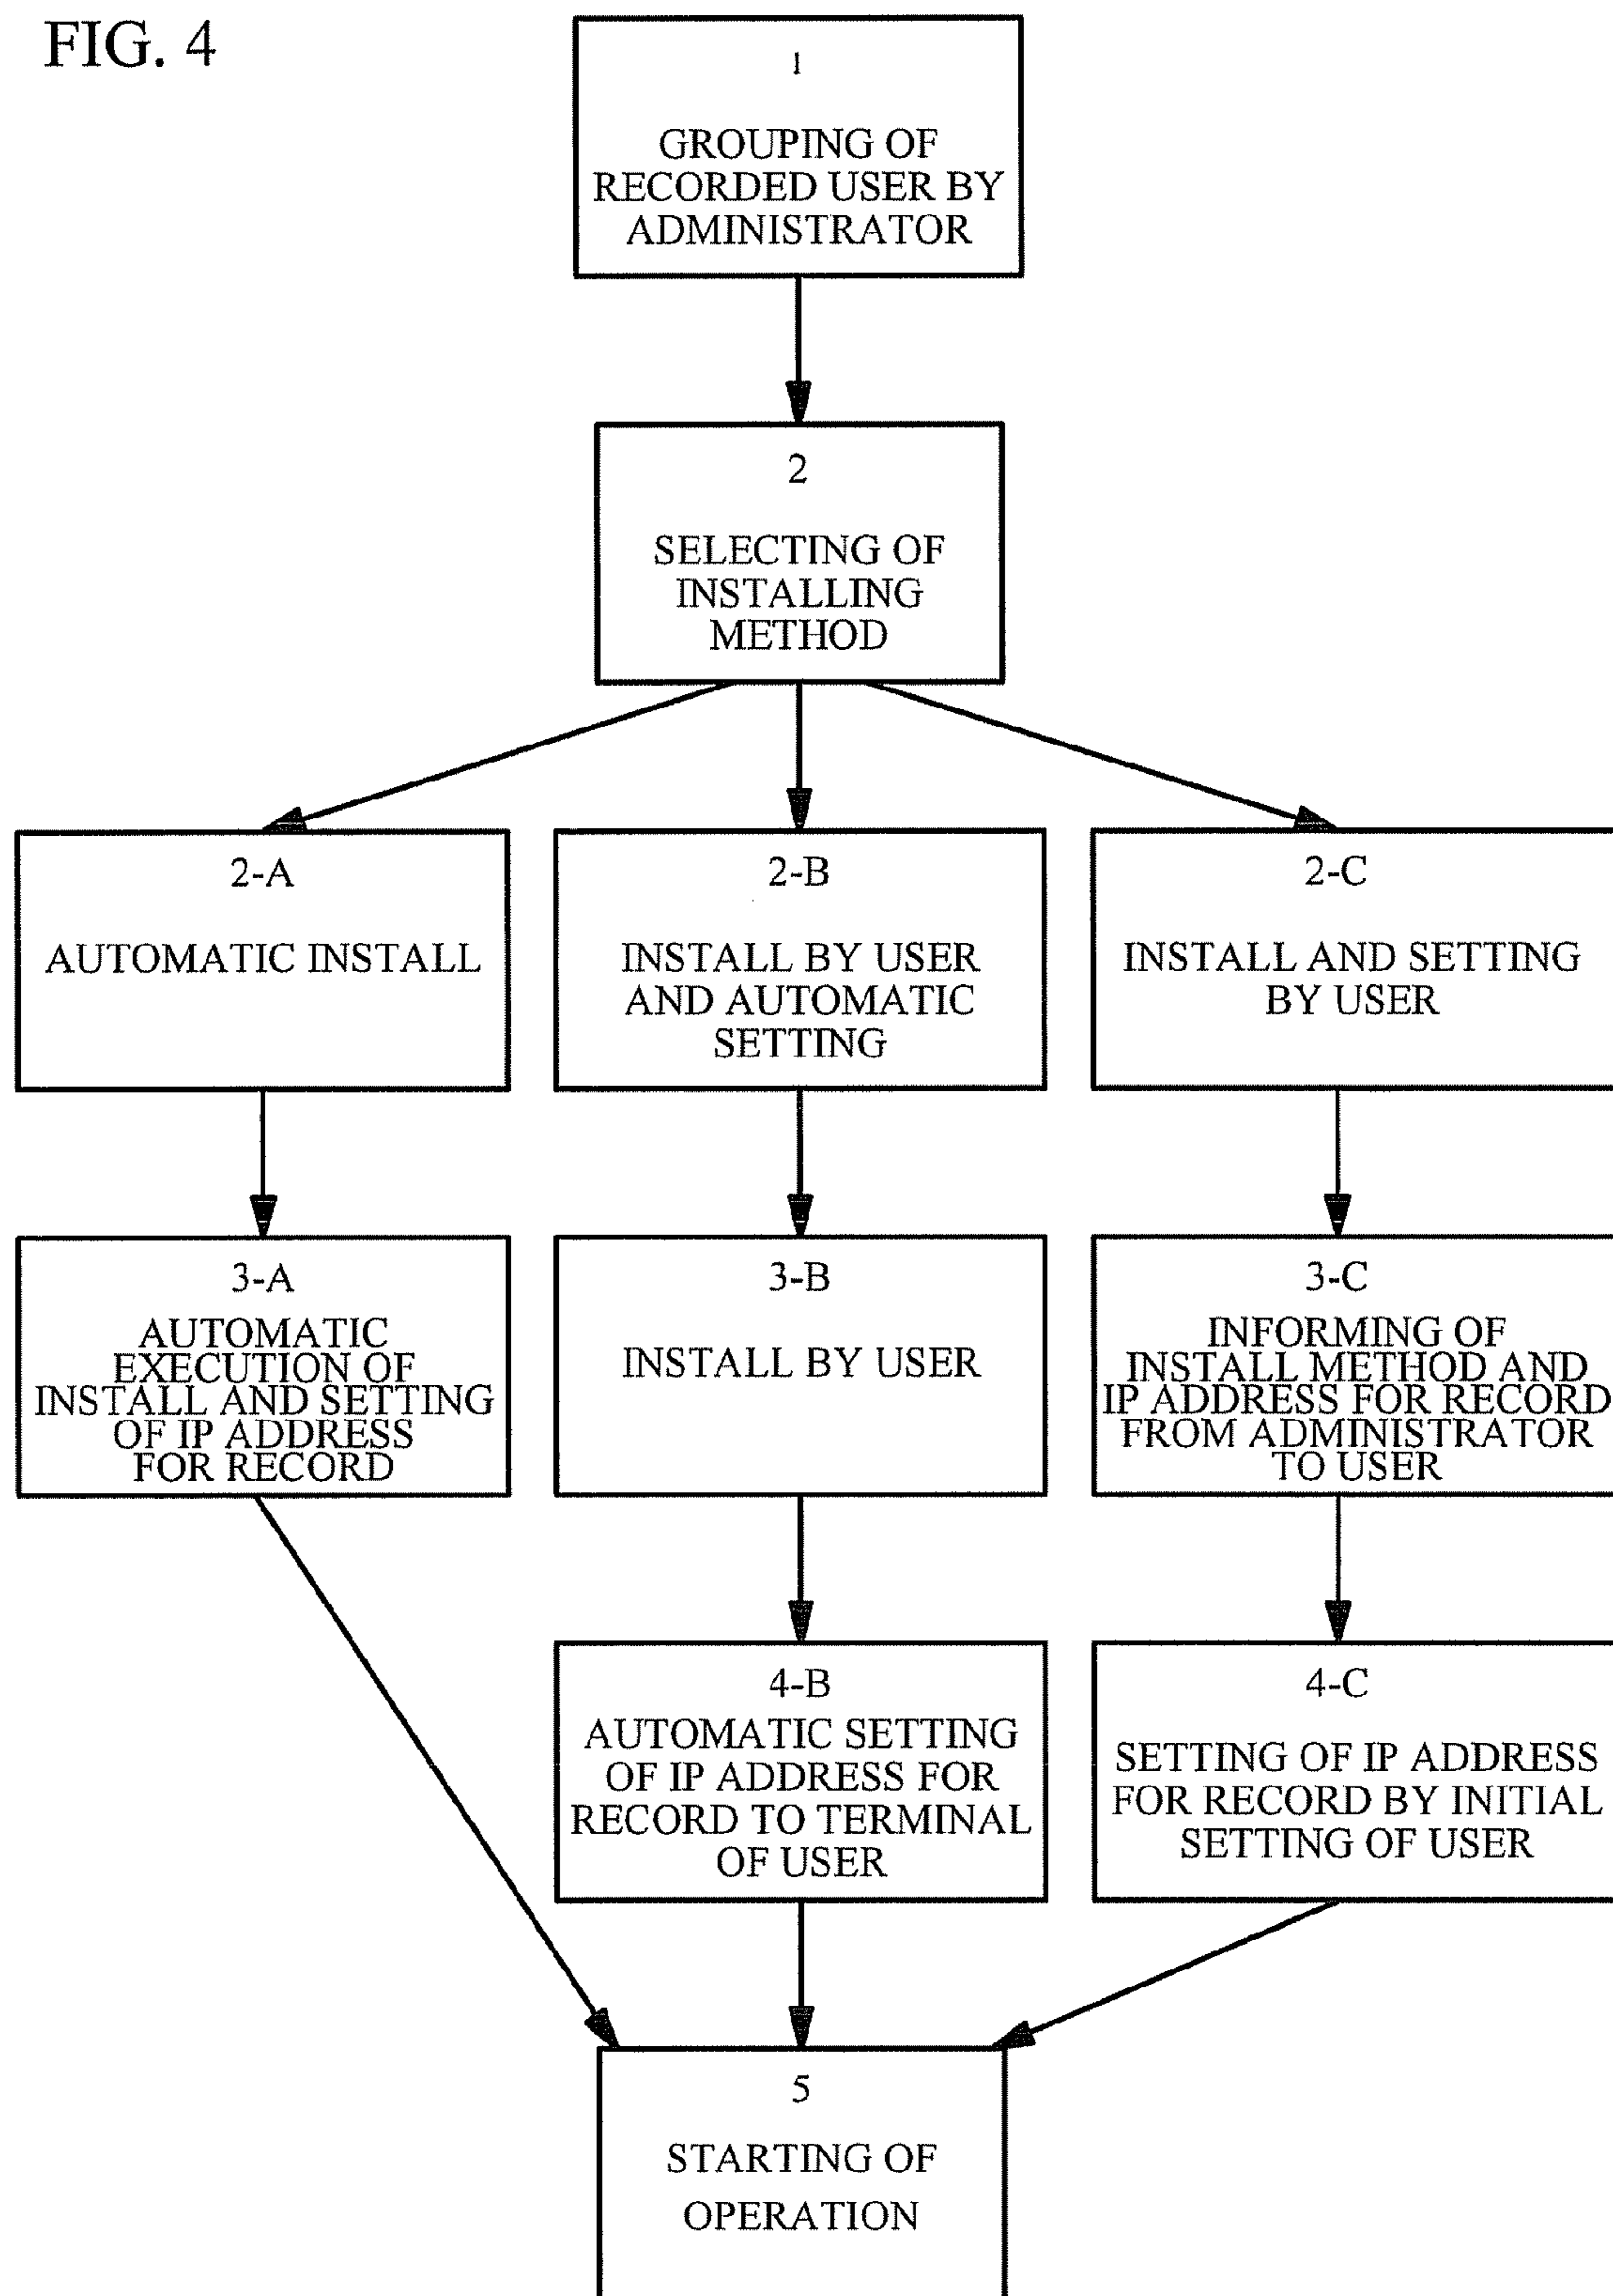 FIG. 4
1
GROUPING OF
RECORDED USER BY
ADMINISTRATOR
2
SELECTING OF
INSTALLING
METHOD
2-A
AUTOMATIC INSTALL
2-B
INSTALL BY USER
AND AUTOMATIC
SETTING
2-C
INSTALL AND SETTING
BY USER
3-A
AUTOMATIC
EXECUTION OF
INSTALL AND SETTING
OF IP ADDRESS
FOR RECORD
3-B
INSTALL BY USER
3-C
INFORMING OF
INSTALL METHOD AND
IP ADDRESS FOR RECORD
FROM ADMINISTRATOR
TO USER
4-B
AUTOMATIC SETTING
OF IP ADDRESS FOR
RECORD TO TERMINAL
OF USER
4-C
SETTING OF IP ADDRESS
FOR RECORD BY INITIAL
SETTING OF USER
5
STARTING OF
OPERATION